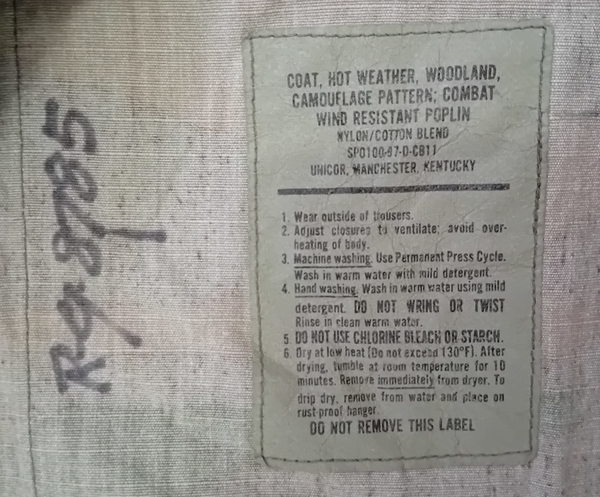 COAT, HOT WEATHER, WOODLAND,
CAMOUFLAGE PATTERN; COMBAT
WIND RESISTANT POPLIN
NYLON/COTTON BLEND
SPO100-97-D-CB11
UNICOR, MANCHESTER, KENTUCKY
1. Wear outside of trousers.
2. Adjust closures to ventilate; avoid over-
heating of body.
3. Machine washing. Use Permanent Press Cycle.
Wash in warm water with mild detergent.
4. Hand washing. Wash in warm water using mild
detergent. DO NOT WRING OR TWIST
Rinse in clean warm water.
5. DO NOT USE CHLORINE BLEACH OR STARCH.
6. Dry at low heat (Do not exceed 130°F). After
drying, tumble at room temperature for 10
minutes. Remove immediately from dryer. To
drip dry, remove from water and place on
rust-proof hanger.
DO NOT REMOVE THIS LABEL